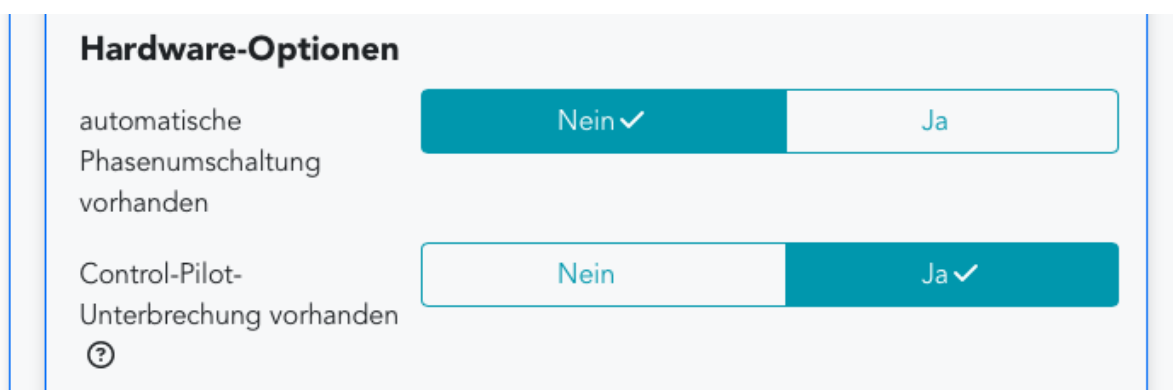 Hardware-Optionen
automatische
Phasenumschaltung
vorhanden
Nein ✓ Ja
Control-Pilot-
Unterbrechung vorhanden
?
Nein Ja ✓